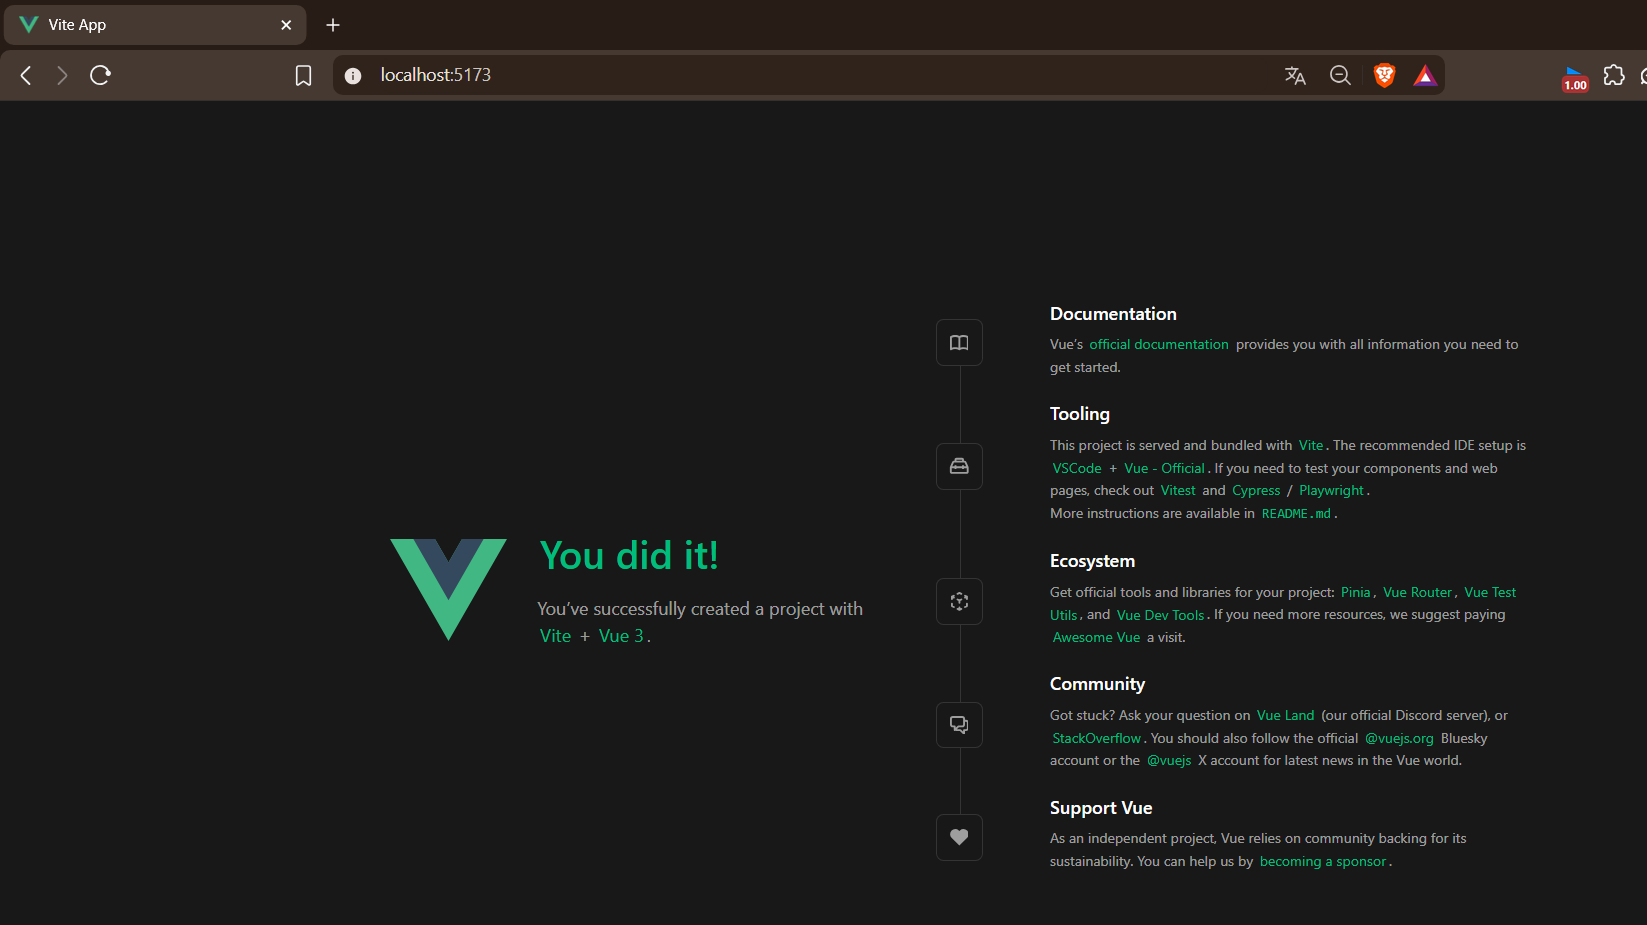 Vite App
localhost:5173
1.00
Documentation
Vue’s official documentation provides you with all information you need to
get started.
Tooling
This project is served and bundled with Vite. The recommended IDE setup is
VSCode + Vue - Official. If you need to test your components and web
pages, check out Vitest and Cypress / Playwright.
More instructions are available in README.md.
You did it!
You’ve successfully created a project with
Vite + Vue 3.
Ecosystem
Get official tools and libraries for your project: Pinia, Vue Router, Vue Test
Utils, and Vue Dev Tools. If you need more resources, we suggest paying
Awesome Vue a visit.
Community
Got stuck? Ask your question on Vue Land (our official Discord server), or
StackOverflow. You should also follow the official @vuejs.org Bluesky
account or the @vuejs X account for latest news in the Vue world.
Support Vue
As an independent project, Vue relies on community backing for its
sustainability. You can help us by becoming a sponsor.